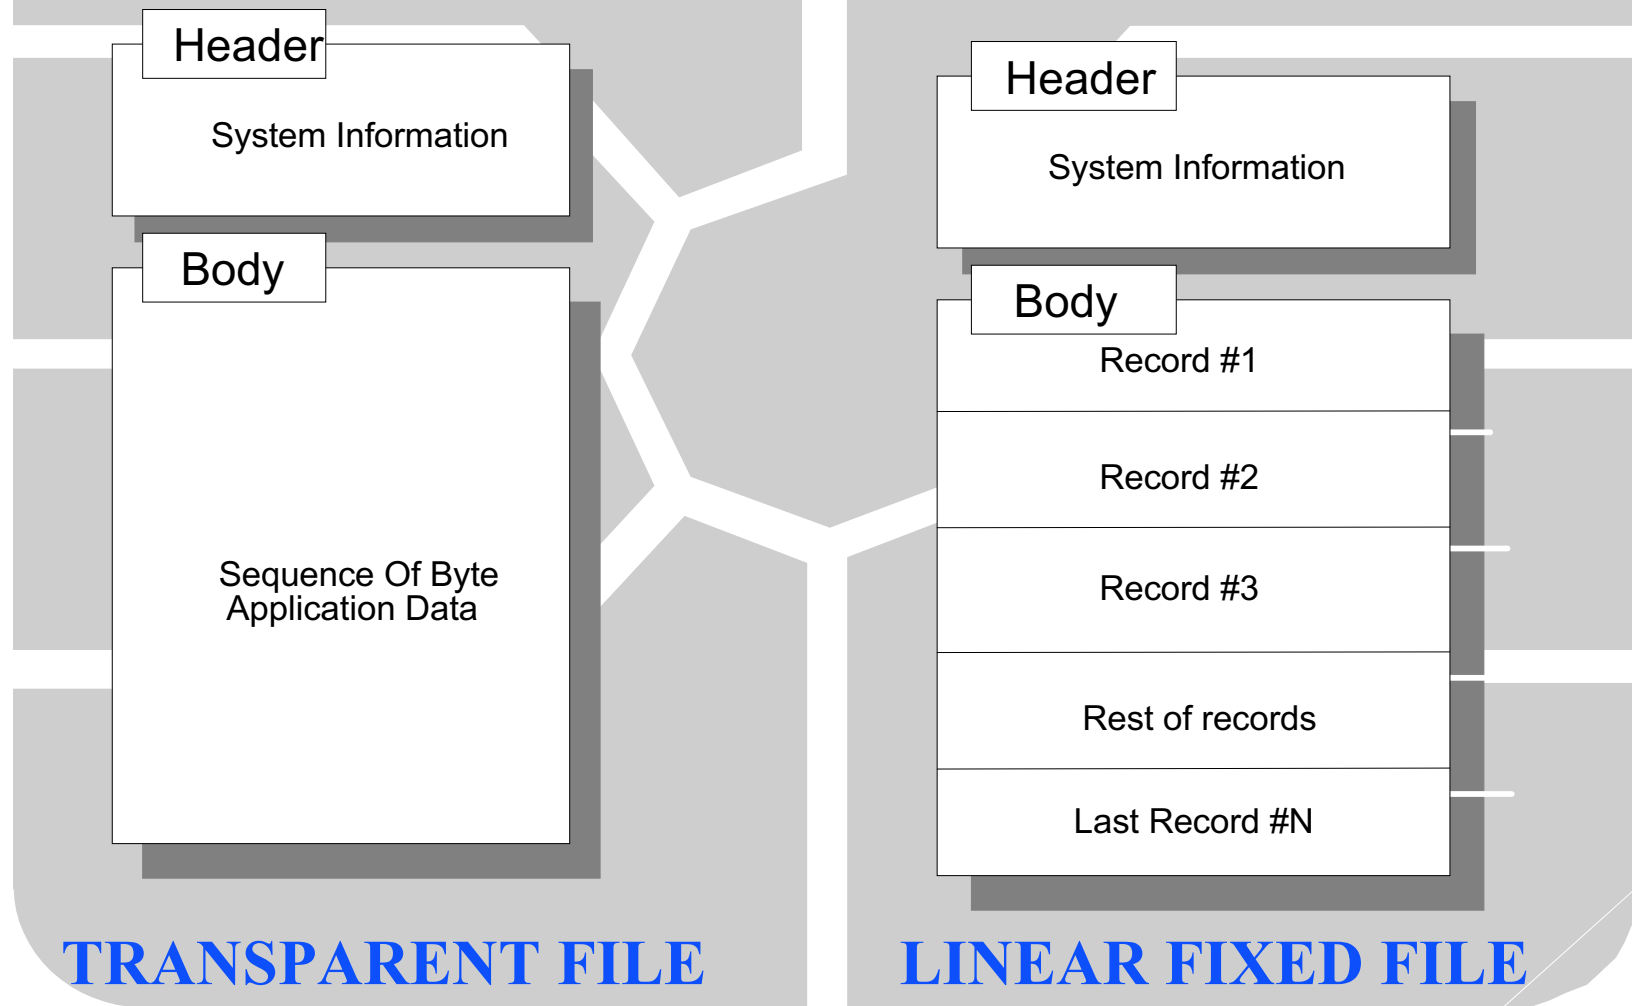 Header
System Information
Body
Sequence Of Byte
Application Data
TRANSPARENT FILE
Header
System Information
Body
Record #1
Record #2
Record #3
Rest of records
Last Record #N
LINEAR FIXED FILE